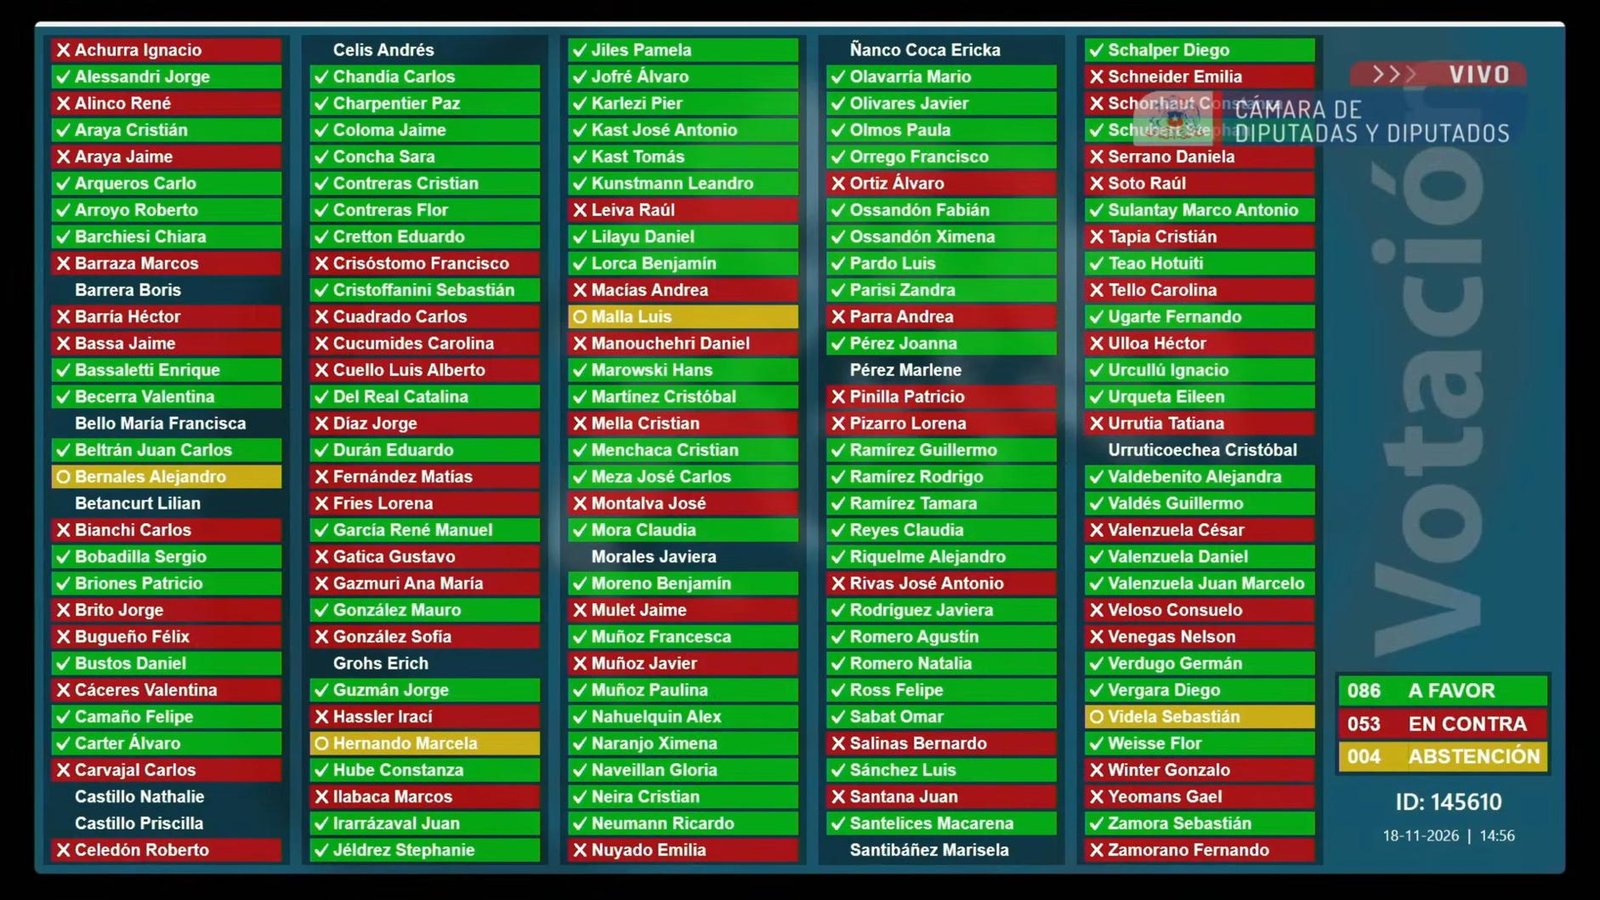 X Achurra Ignacio
✓ Alessandri Jorge
X Alinco René
✓ Araya Cristián
X Araya Jaime
✓ Arqueros Carlo
✓ Arroyo Roberto
✓ Barchiesi Chiara
X Barraza Marcos
Barrera Boris
X Barría Héctor
X Bassa Jaime
✓ Bassaletti Enrique
✓ Becerra Valentina
Bello María Francisca
✓ Beltrán Juan Carlos
O Bernales Alejandro
Betancurt Lilian
X Bianchi Carlos
✓ Bobadilla Sergio
✓ Briones Patricio
X Brito Jorge
X Bugueño Félix
✓ Bustos Daniel
X Cáceres Valentina
✓ Camaño Felipe
✓ Carter Álvaro
X Carvajal Carlos
Castillo Nathalie
Castillo Priscilla
X Celedón Roberto
Celis Andrés
✓ Chandía Carlos
✓ Charpentier Paz
✓ Coloma Jaime
✓ Concha Sara
✓ Contreras Cristian
✓ Contreras Flor
✓ Cretton Eduardo
X Crisóstomo Francisco
✓ Cristoffanini Sebastián
X Cuadrado Carlos
X Cucumides Carolina
X Cuello Luis Alberto
✓ Del Real Catalina
X Díaz Jorge
✓ Durán Eduardo
X Fernández Matías
X Fries Lorena
✓ García René Manuel
X Gatica Gustavo
X Gazmuri Ana María
✓ González Mauro
X González Sofía
Grohs Erich
✓ Guzmán Jorge
X Hassler Irací
O Hernando Marcela
✓ Hube Constanza
X Ilabaca Marcos
✓ Irarrázaval Juan
✓ Jéldrez Stephanie
✓ Jiles Pamela
✓ Jofré Álvaro
✓ Karlezi Pier
✓ Kast José Antonio
✓ Kast Tomás
✓ Kunstmann Leandro
X Leiva Raúl
✓ Lilayu Daniel
✓ Lorca Benjamín
X Macías Andrea
O Malla Luis
X Manouchehri Daniel
✓ Marowski Hans
✓ Martínez Cristóbal
X Mella Cristian
✓ Menchaca Cristian
✓ Meza José Carlos
X Montalva José
✓ Mora Claudia
Morales Javiera
✓ Moreno Benjamín
X Mulet Jaime
✓ Muñoz Francesca
X Muñoz Javier
✓ Muñoz Paulina
✓ Nahuelquin Alex
✓ Naranjo Ximena
✓ Naveillan Gloria
✓ Neira Cristian
✓ Neumann Ricardo
X Nuyado Emilia
Ñanco Coca Ericka
✓ Olavarría Mario
✓ Olivares Javier
✓ Olmos Paula
✓ Orrego Francisco
X Ortiz Álvaro
✓ Ossandón Fabián
✓ Ossandón Ximena
✓ Pardo Luis
✓ Parisi Zandra
X Parra Andrea
✓ Pérez Joanna
Pérez Marlene
X Pinilla Patricio
X Pizarro Lorena
✓ Ramírez Guillermo
✓ Ramírez Rodrigo
✓ Ramírez Tamara
✓ Reyes Claudia
✓ Riquelme Alejandro
X Rivas José Antonio
✓ Rodríguez Javiera
✓ Romero Agustín
✓ Romero Natalia
✓ Ross Felipe
✓ Sabat Omar
X Salinas Bernardo
✓ Sánchez Luis
X Santana Juan
✓ Santelices Macarena
Santibáñez Marisela
✓ Schalper Diego
X Schneider Emilia
X Schonhaut Constanza
✓ Schubert Stephan
X Serrano Daniela
X Soto Raúl
✓ Sulantay Marco Antonio
X Tapia Cristián
✓ Teao Hotuiti
X Tello Carolina
✓ Ugarte Fernando
X Ulloa Héctor
✓ Urcullú Ignacio
✓ Urqueta Eileen
X Urrutia Tatiana
Urruticoechea Cristóbal
✓ Valdebenito Alejandra
✓ Valdés Guillermo
X Valenzuela César
✓ Valenzuela Daniel
✓ Valenzuela Juan Marcelo
X Veloso Consuelo
X Venegas Nelson
✓ Verdugo Germán
✓ Vergara Diego
O Videla Sebastián
✓ Weisse Flor
X Winter Gonzalo
X Yeomans Gael
✓ Zamora Sebastián
X Zamorano Fernando
>>> VIVO
CÁMARA DE
DIPUTADAS Y DIPUTADOS
Votación
086 A FAVOR
053 EN CONTRA
004 ABSTENCIÓN
ID: 145610
18-11-2026 | 14:56